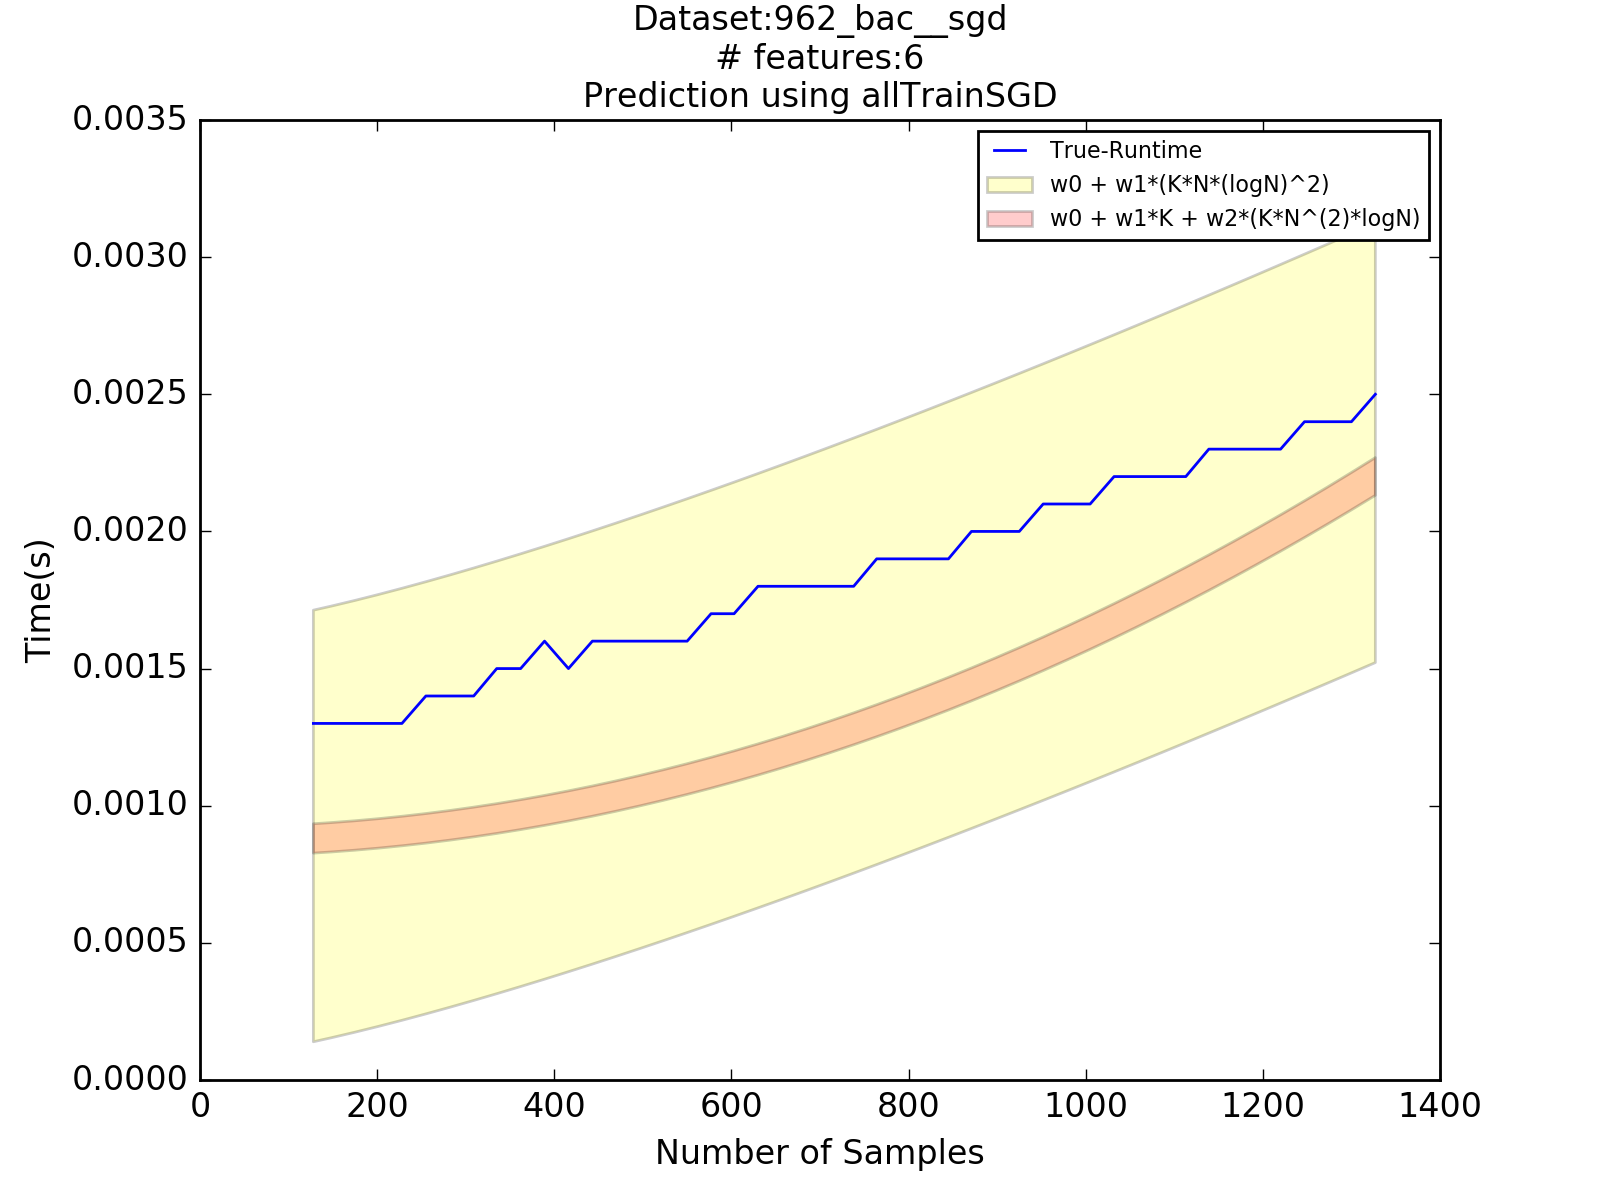 Dataset:962_bac__sgd
# features:6
Prediction using allTrainSGD
0.0035
0.0030
0.0025
0.0020
0.0015
0.0010
0.0005
0.0000
Time(s)
True-Runtime
w0 + w1*(K*N*(logN)^2)
w0 + w1*K + w2*(K*N^(2)*logN)
0 200 400 600 800 1000 1200 1400
Number of Samples